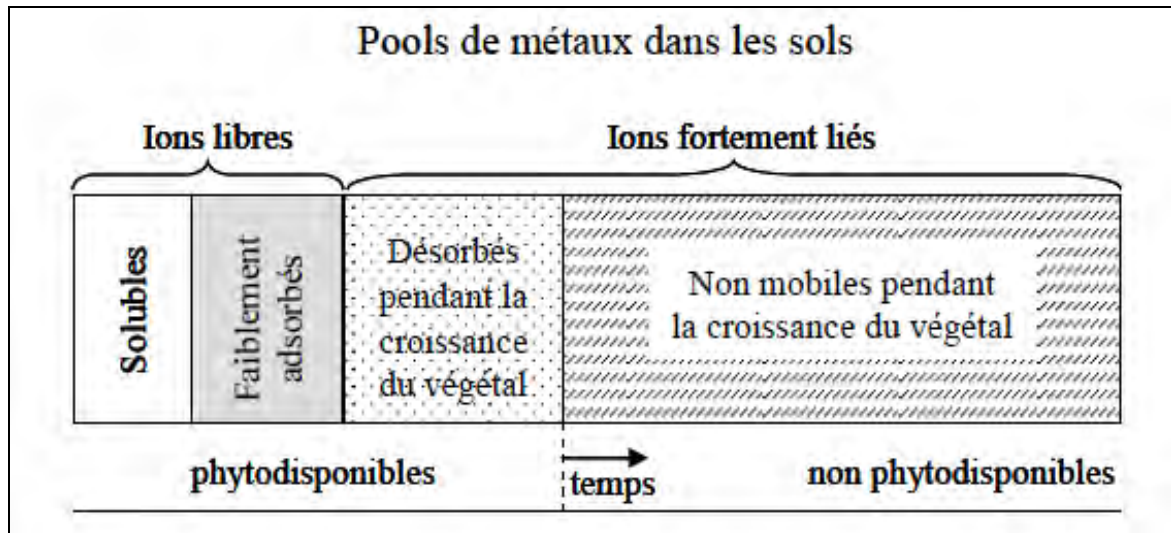 Pools de métaux dans les sols
Ions libres
Ions fortement liés
Solubles
Faiblement
adsorbés
Désorbés
pendant la
croissance
du végétal
Non mobiles pendant
la croissance du végétal
phytodisponibles
temps
non phytodisponibles